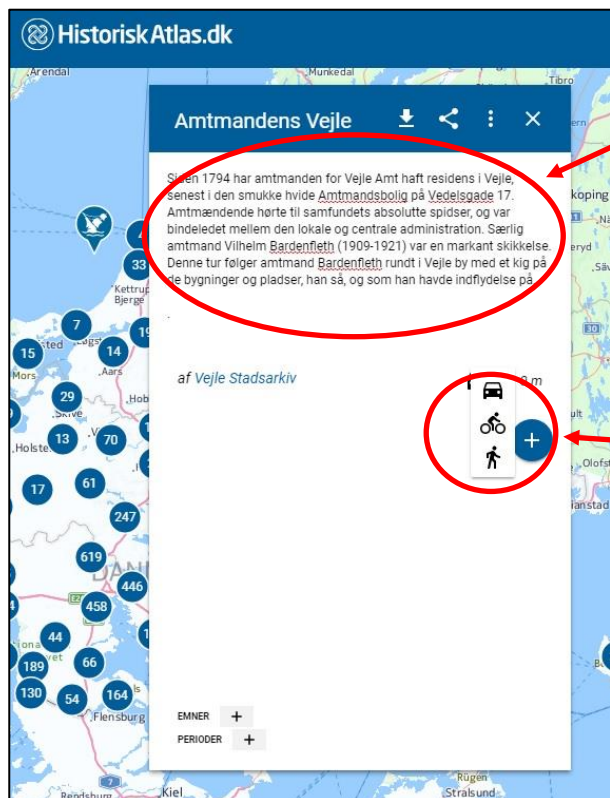 HistoriskAtlas.dk
Arendal
Munkedal
Tibro
Amtmandens Vejle
Siden 1794 har amtmanden for Vejle Amt haft residens i Vejle,
senest i den smukke hvide Amtmandsbolig på Vedelsgade 17.
Amtmændende hørte til samfundets absolutte spidser, og var
bindeledet mellem den lokale og centrale administration. Særlig
amtmand Vilhelm Bardenfleth (1909-1921) var en markant skikkelse.
Denne tur følger amtmand Bardenfleth rundt i Vejle by med et kig på
de bygninger og pladser, han så, og som han havde indflydelse på.
.
af Vejle Stadsarkiv
m
33
Bjerge
7
19
15
14
Mors
Aars
29
Skive
13
70
Holste
17
61
247
619
446
458
44
189
66
130
54
164
Flensburg
7
Rendsburg
Kiel
30
EMNER +
PERIODER +
Rügen
Stralsund